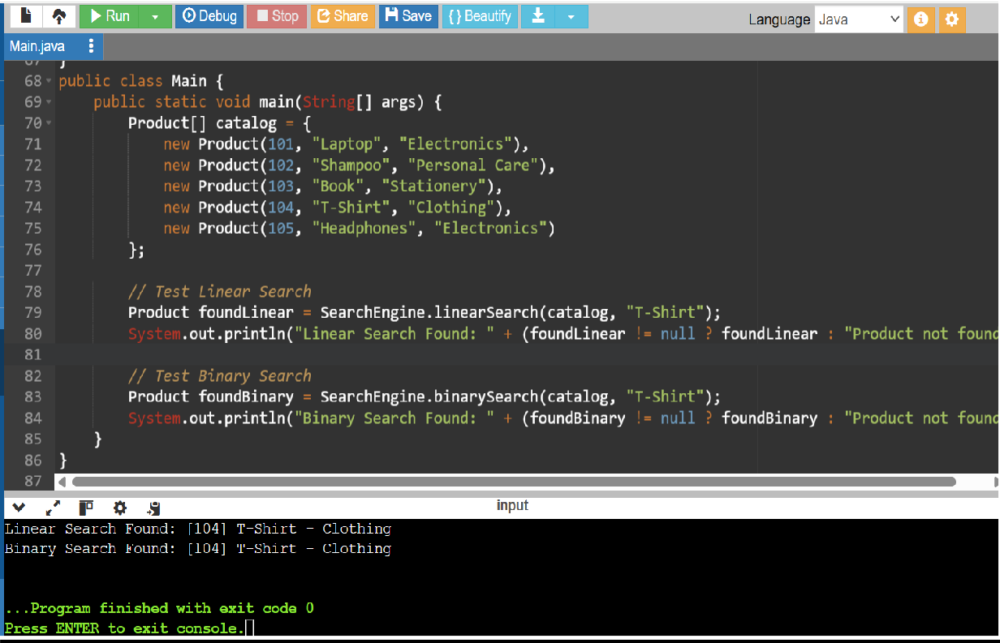 Run Debug Stop Share Save {} Beautify Language Java
Main.java
67 }
68 public class Main {
69 public static void main(String[] args) {
70 Product[] catalog = {
71 new Product(101, "Laptop", "Electronics"),
72 new Product(102, "Shampoo", "Personal Care"),
73 new Product(103, "Book", "Stationery"),
74 new Product(104, "T-Shirt", "Clothing"),
75 new Product(105, "Headphones", "Electronics")
76 };
77
78 // Test Linear Search
79 Product foundLinear = SearchEngine.linearSearch(catalog, "T-Shirt");
80 System.out.println("Linear Search Found: " + (foundLinear != null ? foundLinear : "Product not found
81
82 // Test Binary Search
83 Product foundBinary = SearchEngine.binarySearch(catalog, "T-Shirt");
84 System.out.println("Binary Search Found: " + (foundBinary != null ? foundBinary : "Product not found
85 }
86 }
87
input
Linear Search Found: [104] T-Shirt - Clothing
Binary Search Found: [104] T-Shirt - Clothing
...Program finished with exit code 0
Press ENTER to exit console.